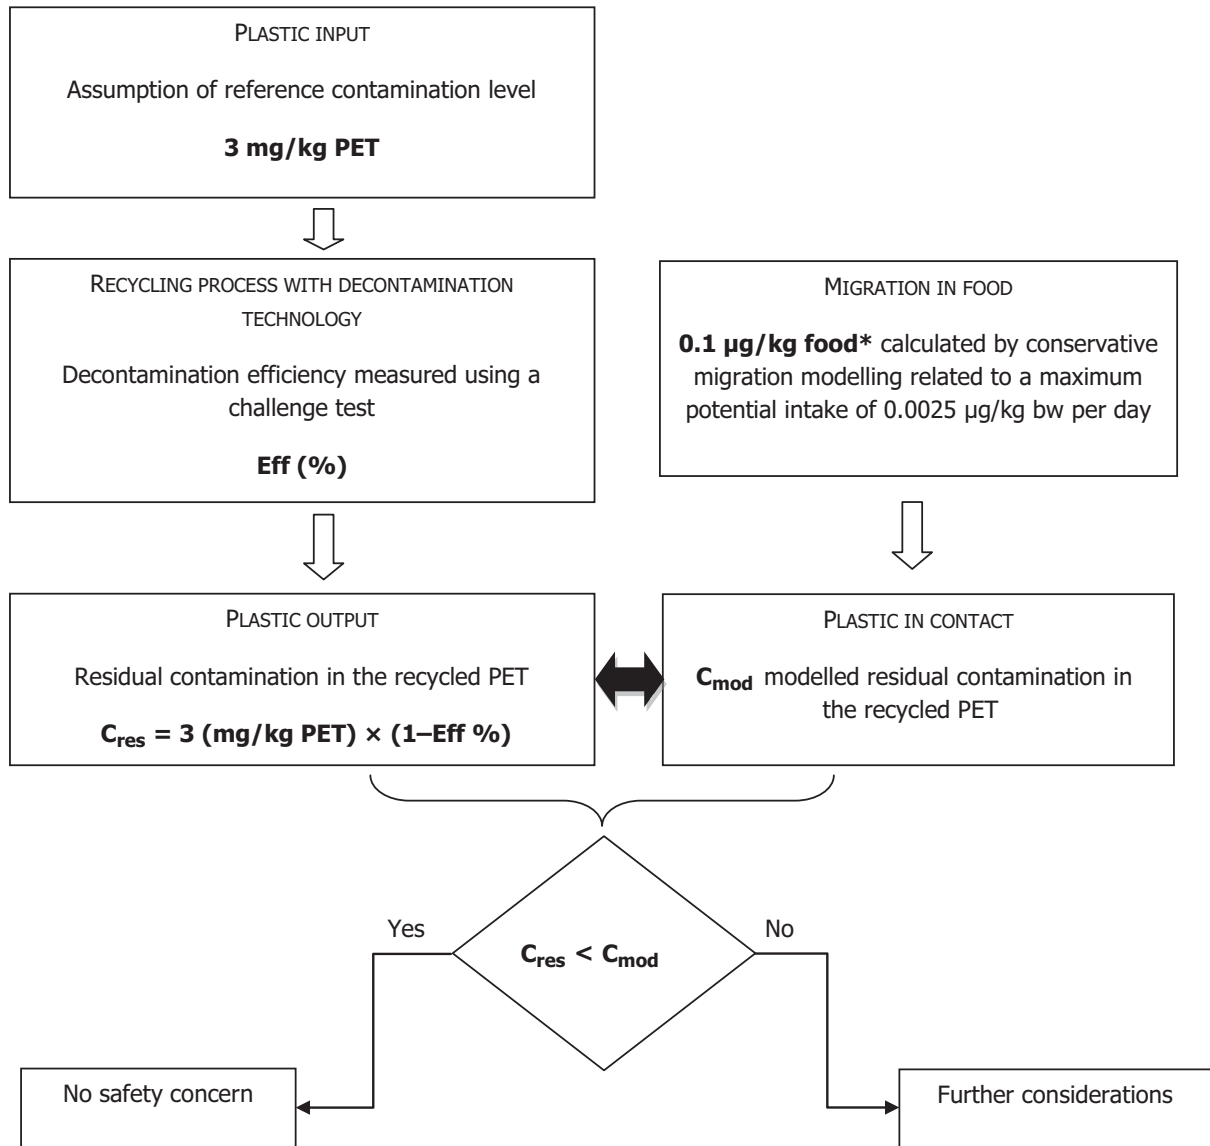 PLASTIC INPUT
Assumption of reference contamination level
3 mg/kg PET
RECYCLING PROCESS WITH DECONTAMINATION
TECHNOLOGY
Decontamination efficiency measured using a
challenge test
Eff (%)
MIGRATION IN FOOD
0.1 µg/kg food* calculated by conservative
migration modelling related to a maximum
potential intake of 0.0025 µg/kg bw per day
PLASTIC OUTPUT
Residual contamination in the recycled PET
Cres = 3 (mg/kg PET) × (1–Eff %)
PLASTIC IN CONTACT
Cmod modelled residual contamination in
the recycled PET
Yes
No
Cres < Cmod
No safety concern
Further considerations